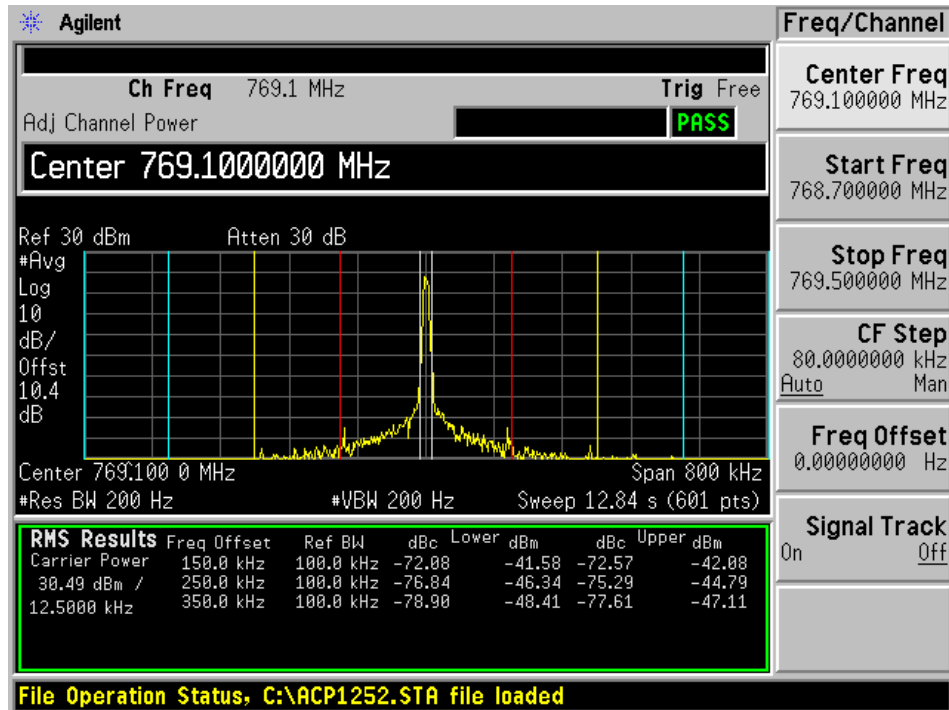 Agilent
Freq/Channel
Ch Freq 769.1 MHz Trig Free
Adj Channel Power PASS
Center 769.1000000 MHz
Ref 30 dBm Atten 30 dB
#Avg
Log
10
dB/
Offst
10.4
dB
Center 769.100 0 MHz Span 800 kHz
#Res BW 200 Hz #VBW 200 Hz Sweep 12.84 s (601 pts)
RMS Results Freq Offset Ref BW dBc Lower dBm dBc Upper dBm
Carrier Power 150.0 kHz 100.0 kHz -72.08 -41.58 -72.57 -42.08
30.49 dBm / 250.0 kHz 100.0 kHz -76.84 -46.34 -75.29 -44.79
12.5000 kHz 350.0 kHz 100.0 kHz -78.90 -48.41 -77.61 -47.11
Center Freq
769.100000 MHz
Start Freq
768.700000 MHz
Stop Freq
769.500000 MHz
CF Step
80.0000000 kHz
Auto Man
Freq Offset
0.00000000 Hz
Signal Track
On Off
File Operation Status, C:\ACP1252.STA file loaded